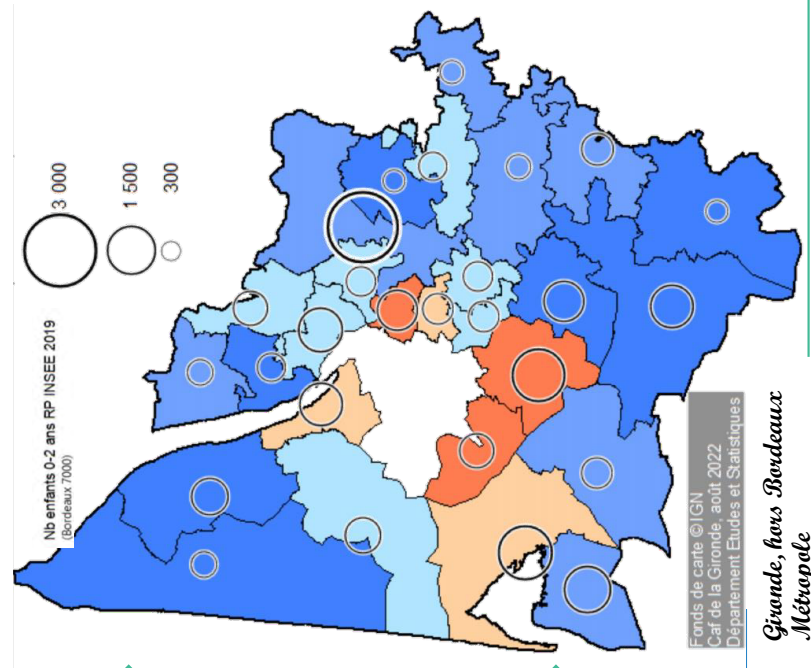 3 000
1 500
300
Nb enfants 0-2 ans RP INSEE 2019
(Bordeaux 7000)
Fonds de carte ©IGN
Caf de la Gironde, août 2022
Département Etudes et Statistiques
Gironde, hors Bordeaux
Métropole